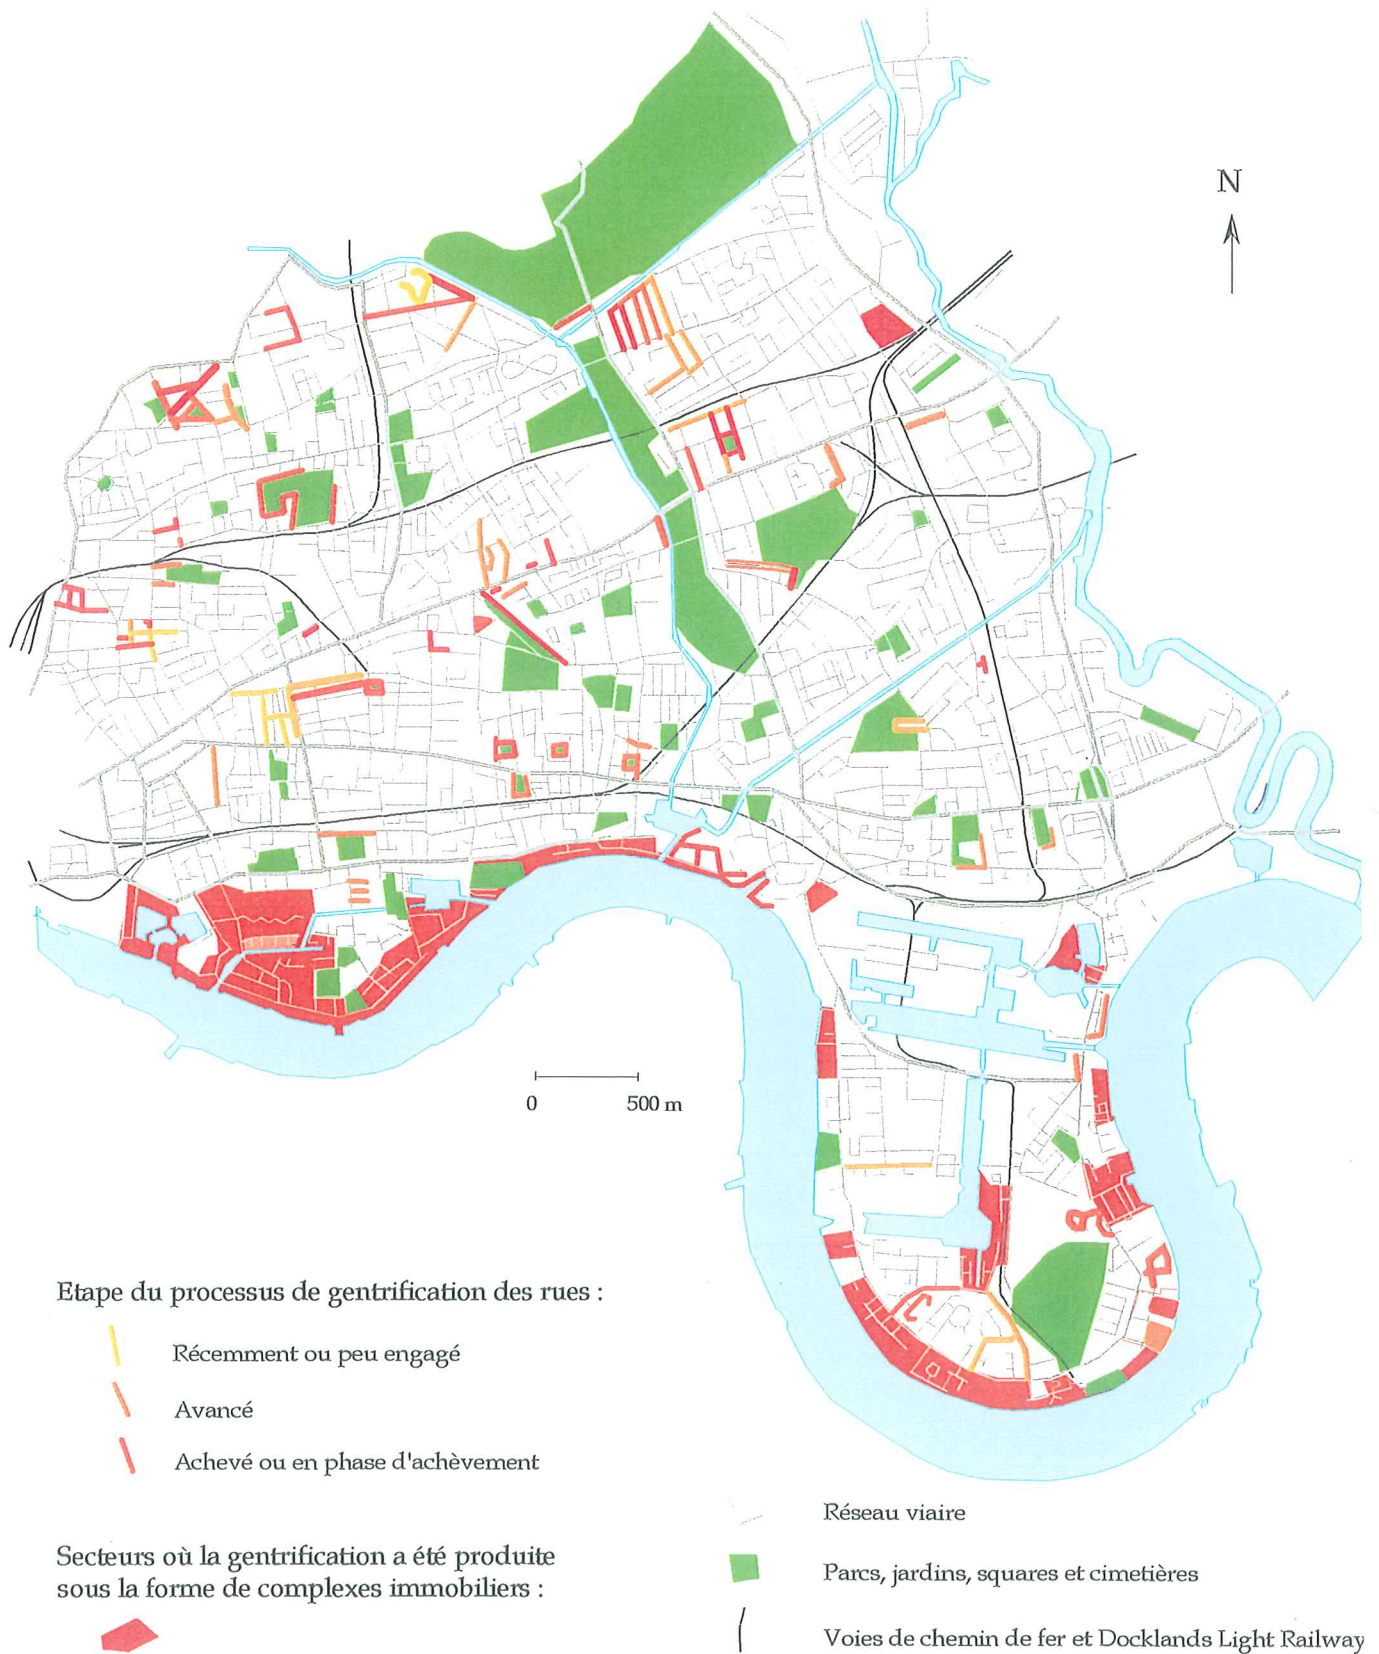 N
0 500 m
Etape du processus de gentrification des rues :
Récemment ou peu engagé
Avancé
Achevé ou en phase d'achèvement
Secteurs où la gentrification a été produite
sous la forme de complexes immobiliers :
Réseau viaire
Parcs, jardins, squares et cimetières
Voies de chemin de fer et Docklands Light Railway